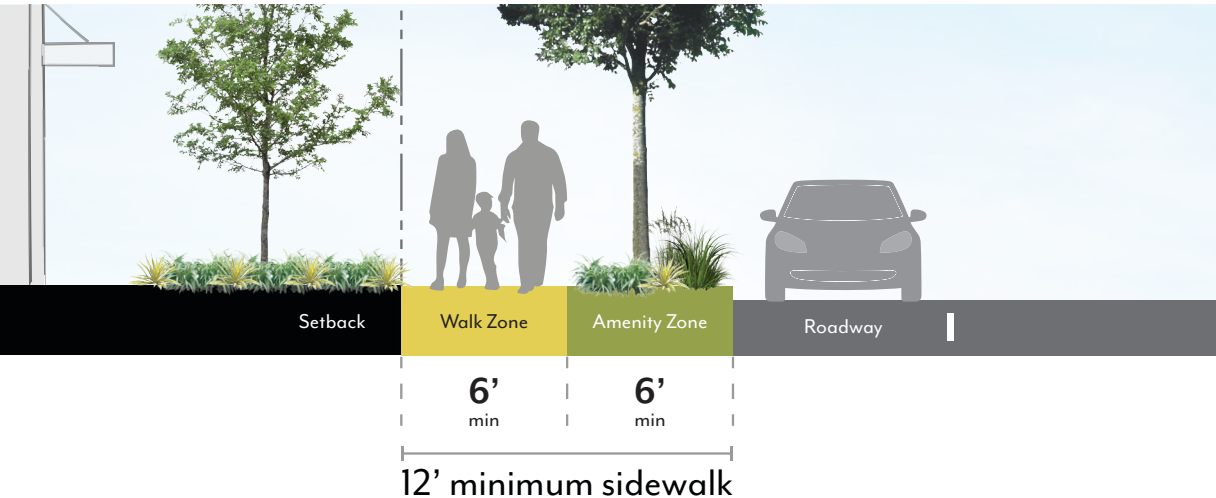 Setback
Walk Zone
Amenity Zone
Roadway
6’
min
6’
min
12’ minimum sidewalk